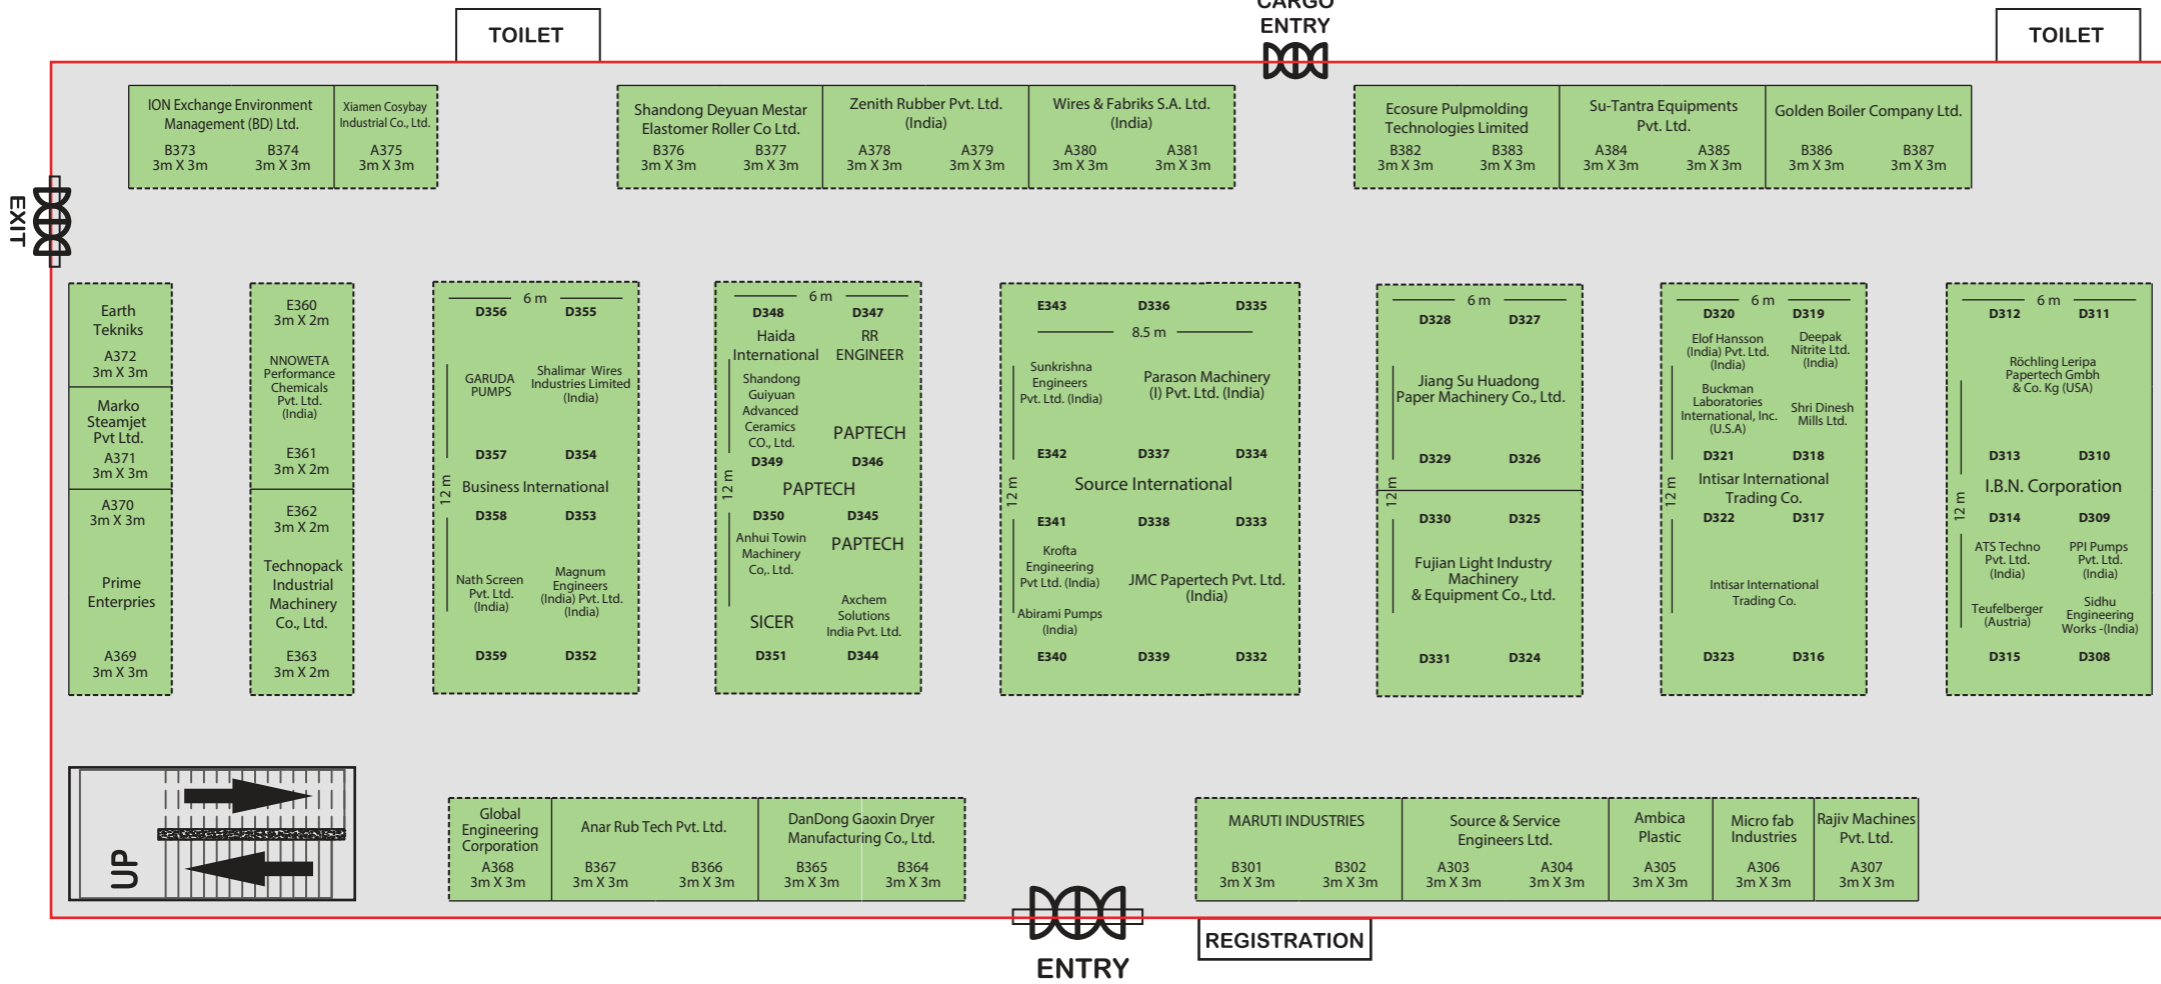 CARGO
ENTRY
TOILET
TOILET
ION Exchange Environment
Management (BD) Ltd.
B373
3m X 3m
B374
3m X 3m
Xiamen Cosybay
Industrial Co., Ltd.
A375
3m X 3m
Shandong Deyuan Mestar
Elastomer Roller Co Ltd.
B376
3m X 3m
B377
3m X 3m
Zenith Rubber Pvt. Ltd.
(India)
A378
3m X 3m
A379
3m X 3m
Wires & Fabriks S.A. Ltd.
(India)
A380
3m X 3m
A381
3m X 3m
Ecosure Pulpmolding
Technologies Limited
B382
3m X 3m
B383
3m X 3m
Su-Tantra Equipments
Pvt. Ltd.
A384
3m X 3m
A385
3m X 3m
Golden Boiler Company Ltd.
B386
3m X 3m
B387
3m X 3m
EXIT
Earth
Tekniks
A372
3m X 3m
Marko
Steamjet
Pvt Ltd.
A371
3m X 3m
A370
3m X 3m
Prime
Enterpries
A369
3m X 3m
E360
3m X 2m
NNOWETA
Performance
Chemicals
Pvt. Ltd.
(India)
E361
3m X 2m
E362
3m X 2m
Technopack
Industrial
Machinery
Co., Ltd.
E363
3m X 2m
6 m
D356 D355
GARUDA
PUMPS
Shalimar Wires
Industries Limited
(India)
D357 D354
12 m
Business International
D358 D353
Nath Screen
Pvt. Ltd.
(India)
Magnum
Engineers
(India) Pvt. Ltd.
(India)
D359 D352
6 m
D348 D347
Haida
International
RR
ENGINEER
Shandong
Guiyuan
Advanced
Ceramics
CO., Ltd.
PAPTECH
D349 D346
12 m
PAPTECH
D350 D345
Anhui Towin
Machinery
Co,. Ltd.
PAPTECH
SICER
Axchem
Solutions
India Pvt. Ltd.
D351 D344
E343 D336 D335
8.5 m
Sunkrishna
Engineers
Pvt. Ltd. (India)
Parason Machinery
(I) Pvt. Ltd. (India)
E342 D337 D334
12 m
Source International
E341 D338 D333
Krofta
Engineering
Pvt Ltd. (India)
JMC Papertech Pvt. Ltd.
(India)
Abirami Pumps
(India)
E340 D339 D332
6 m
D328 D327
Jiang Su Huadong
Paper Machinery Co., Ltd.
D329 D326
12 m
D330 D325
Fujian Light Industry
Machinery
& Equipment Co., Ltd.
D331 D324
6 m
D320 D319
Elof Hansson
(India) Pvt. Ltd.
(India)
Deepak
Nitrite Ltd.
(India)
Buckman
Laboratories
International, Inc.
(U.S.A)
Shri Dinesh
Mills Ltd.
D321 D318
12 m
Intisar International
Trading Co.
D322 D317
Intisar International
Trading Co.
D323 D316
6 m
D312 D311
Röchling Leripa
Papertech Gmbh
& Co. Kg (USA)
D313 D310
12 m
I.B.N. Corporation
D314 D309
ATS Techno
Pvt. Ltd.
(India)
PPI Pumps
Pvt. Ltd.
(India)
Teufelberger
(Austria)
Sidhu
Engineering
Works -(India)
D315 D308
UP
Global
Engineering
Corporation
A368
3m X 3m
Anar Rub Tech Pvt. Ltd.
B367
3m X 3m
B366
3m X 3m
DanDong Gaoxin Dryer
Manufacturing Co., Ltd.
B365
3m X 3m
B364
3m X 3m
MARUTI INDUSTRIES
B301
3m X 3m
B302
3m X 3m
Source & Service
Engineers Ltd.
A303
3m X 3m
A304
3m X 3m
Ambica
Plastic
A305
3m X 3m
Micro fab
Industries
A306
3m X 3m
Rajiv Machines
Pvt. Ltd.
A307
3m X 3m
ENTRY
REGISTRATION